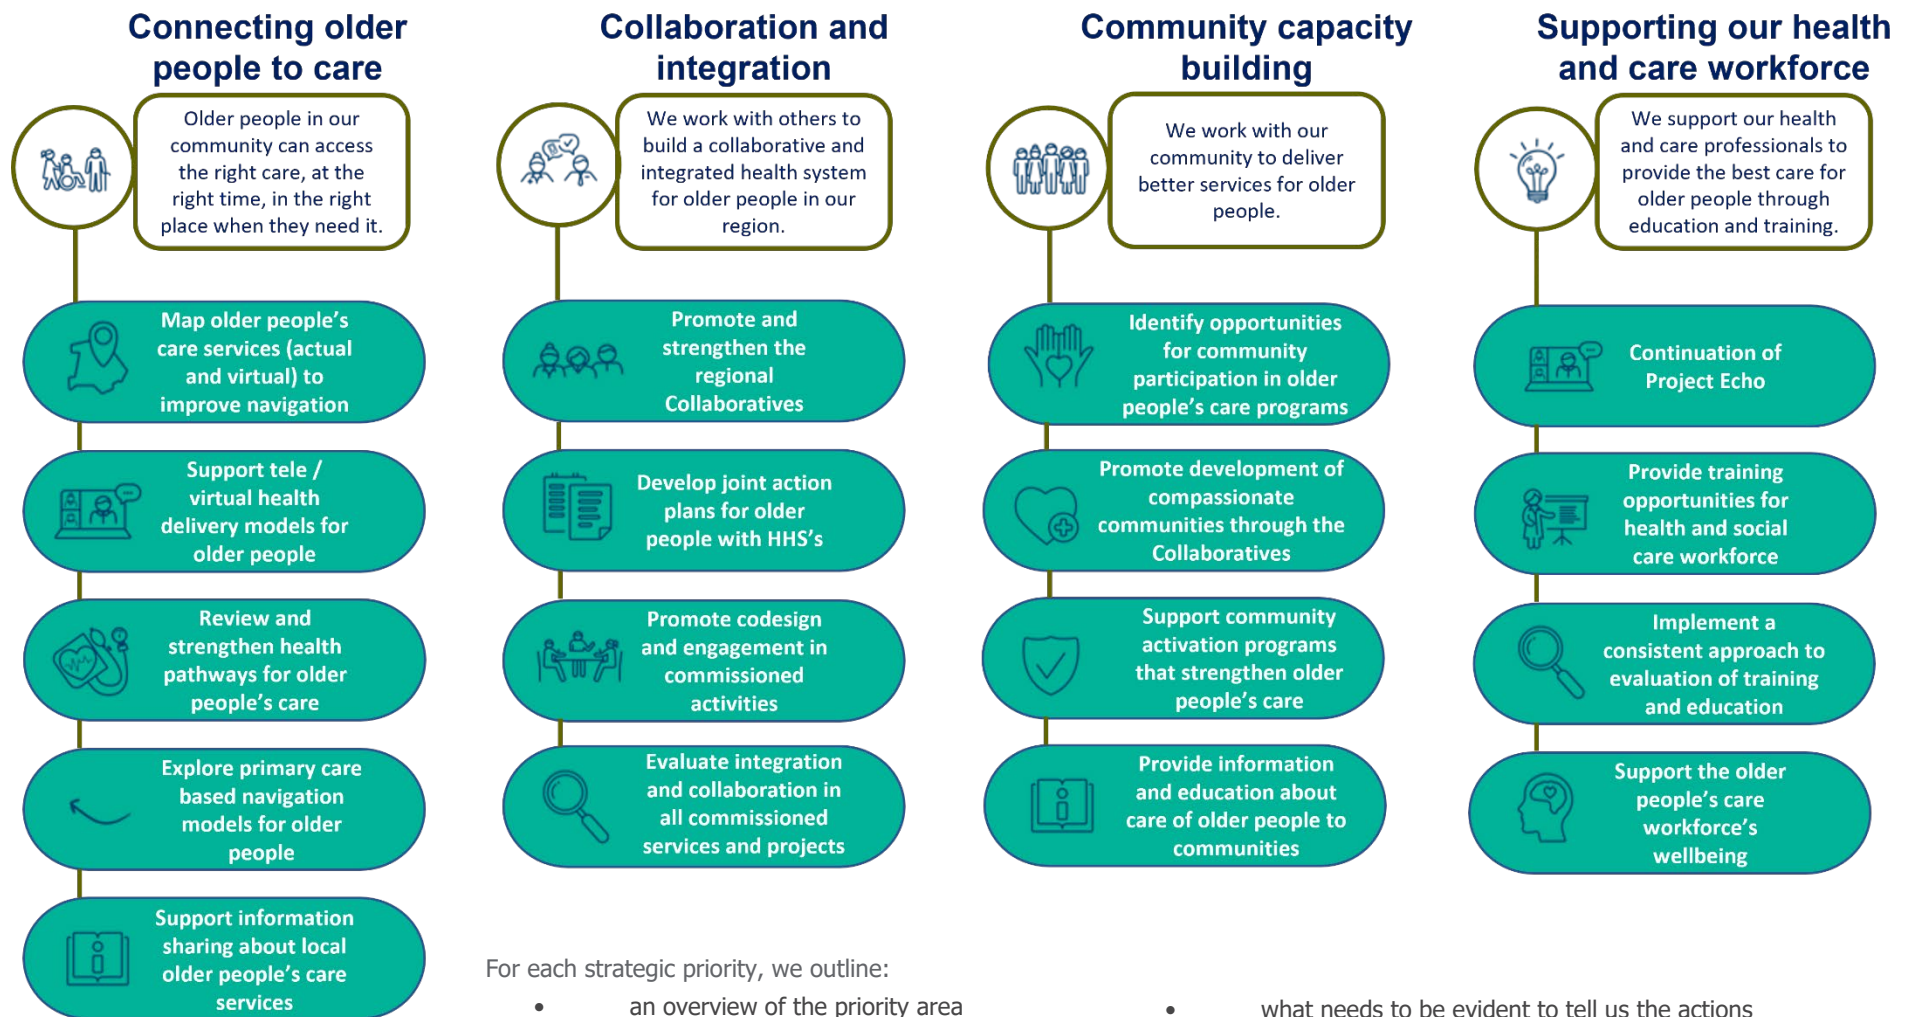 Connecting older
people to care
Older people in our
community can access
the right care, at the
right time, in the right
place when they need it.
Map older people's
care services (actual
and virtual) to
improve navigation
Support tele /
virtual health
delivery models for
older people
Review and
strengthen health
pathways for older
people's care
Explore primary care
based navigation
models for older
people
Support information
sharing about local
older people's care
services
Collaboration and
integration
We work with others to
build a collaborative and
integrated health system
for older people in our
region.
Promote and
strengthen the
regional
Collaboratives
Develop joint action
plans for older
people with HHS's
Promote codesign
and engagement in
commissioned
activities
Evaluate integration
and collaboration in
all commissioned
services and projects
Community capacity
building
We work with our
community to deliver
better services for older
people.
Identify opportunities
for community
participation in older
people's care programs
Promote development of
compassionate
communities through the
Collaboratives
Support community
activation programs
that strengthen older
people's care
Provide information
and education about
care of older people to
communities
Supporting our health
and care workforce
We support our health
and care professionals to
provide the best care for
older people through
education and training.
Continuation of
Project Echo
Provide training
opportunities for
health and social
care workforce
Implement a
consistent approach to
evaluation of training
and education
Support the older
people's care
workforce's
wellbeing
For each strategic priority, we outline:
• an overview of the priority area
• what needs to be evident to tell us the actions